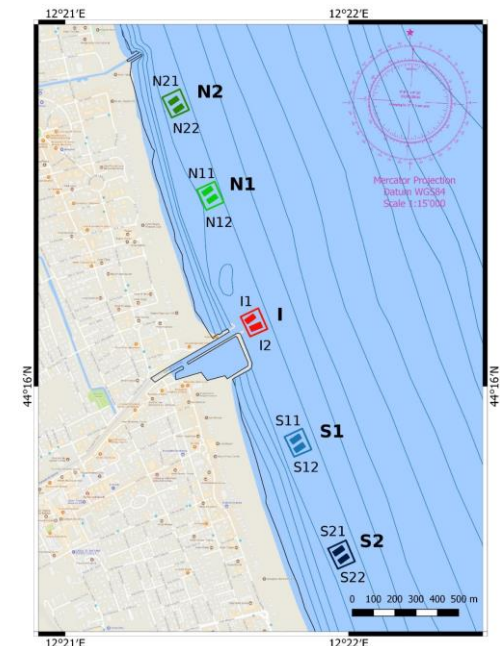 12°21'E
12°22'E
N21
N2
N22
N11
N1
N12
Mercator Projection
Datum WGS84
Scale 1:15'000
I1
I
I2
44°16'N
44°16'N
S11
S1
S12
S21
S2
S22
0 100 200 300 400 500 m
12°21'E
12°22'E